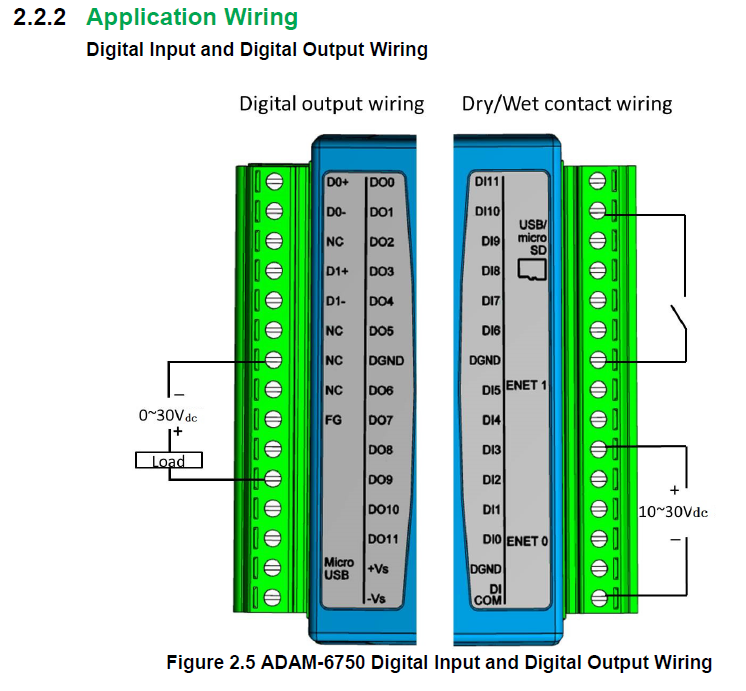 2.2.2 Application Wiring
Digital Input and Digital Output Wiring
Digital output wiring
Dry/Wet contact wiring
D0+ DO0
D0- DO1
NC DO2
D1+ DO3
D1- DO4
NC DO5
NC DGND
NC DO6
FG DO7
DO8
DO9
DO10
DO11
Micro
USB
+Vs
-Vs
−
0~30Vdc
+
Load
DI11
DI10
DI9
DI8
DI7
DI6
DGND
DI5
DI4
DI3
DI2
DI1
DI0
DGND
DI
COM
USB/
micro
SD
ENET 1
ENET 0
+
10~30Vdc
−
Figure 2.5 ADAM-6750 Digital Input and Digital Output Wiring